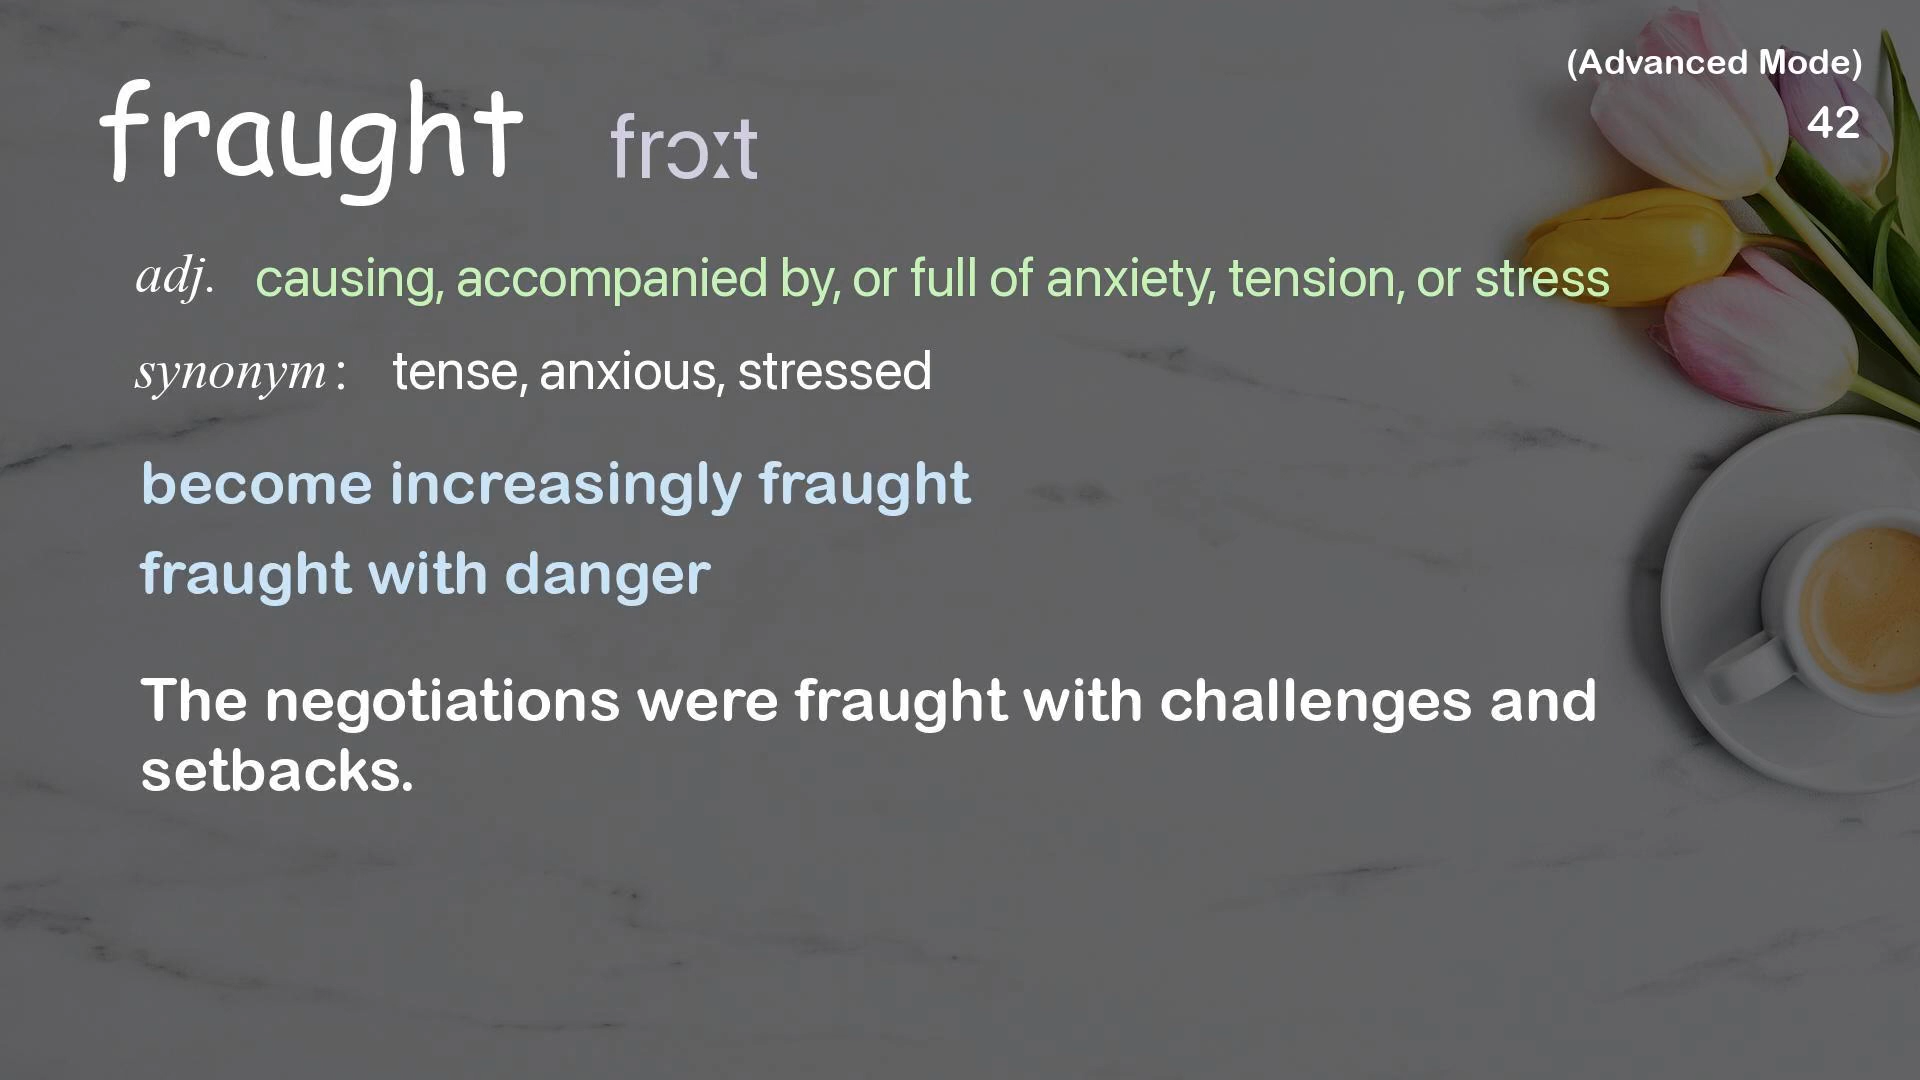 (Advanced Mode)
42
fraught frɔːt
adj. causing, accompanied by, or full of anxiety, tension, or stress
synonym: tense, anxious, stressed
become increasingly fraught
fraught with danger
The negotiations were fraught with challenges and
setbacks.